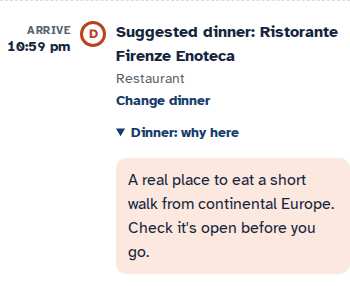 ARRIVE
10:59 pm
D
Suggested dinner: Ristorante
Firenze Enoteca
Restaurant
Change dinner
▼ Dinner: why here
A real place to eat a short
walk from continental Europe.
Check it's open before you
go.